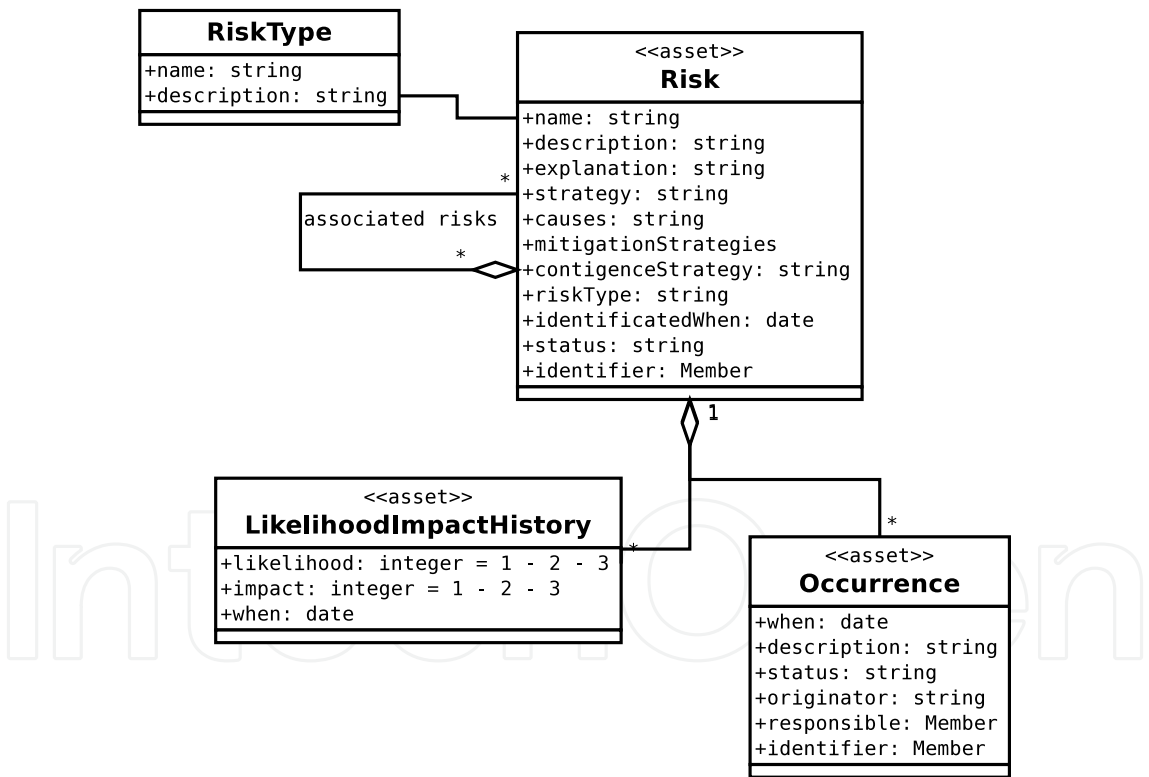 RiskType
+name: string
+description: string
<<asset>>
Risk
+name: string
+description: string
+explanation: string
+strategy: string
+causes: string
+mitigationStrategies
+contigenceStrategy: string
+riskType: string
+identificatedWhen: date
+status: string
+identifier: Member
*
associated risks
*
1
<<asset>>
LikelihoodImpactHistory
+likelihood: integer = 1 - 2 - 3
+impact: integer = 1 - 2 - 3
+when: date
*
*
<<asset>>
Occurrence
+when: date
+description: string
+status: string
+originator: string
+responsible: Member
+identifier: Member
IntechOpen